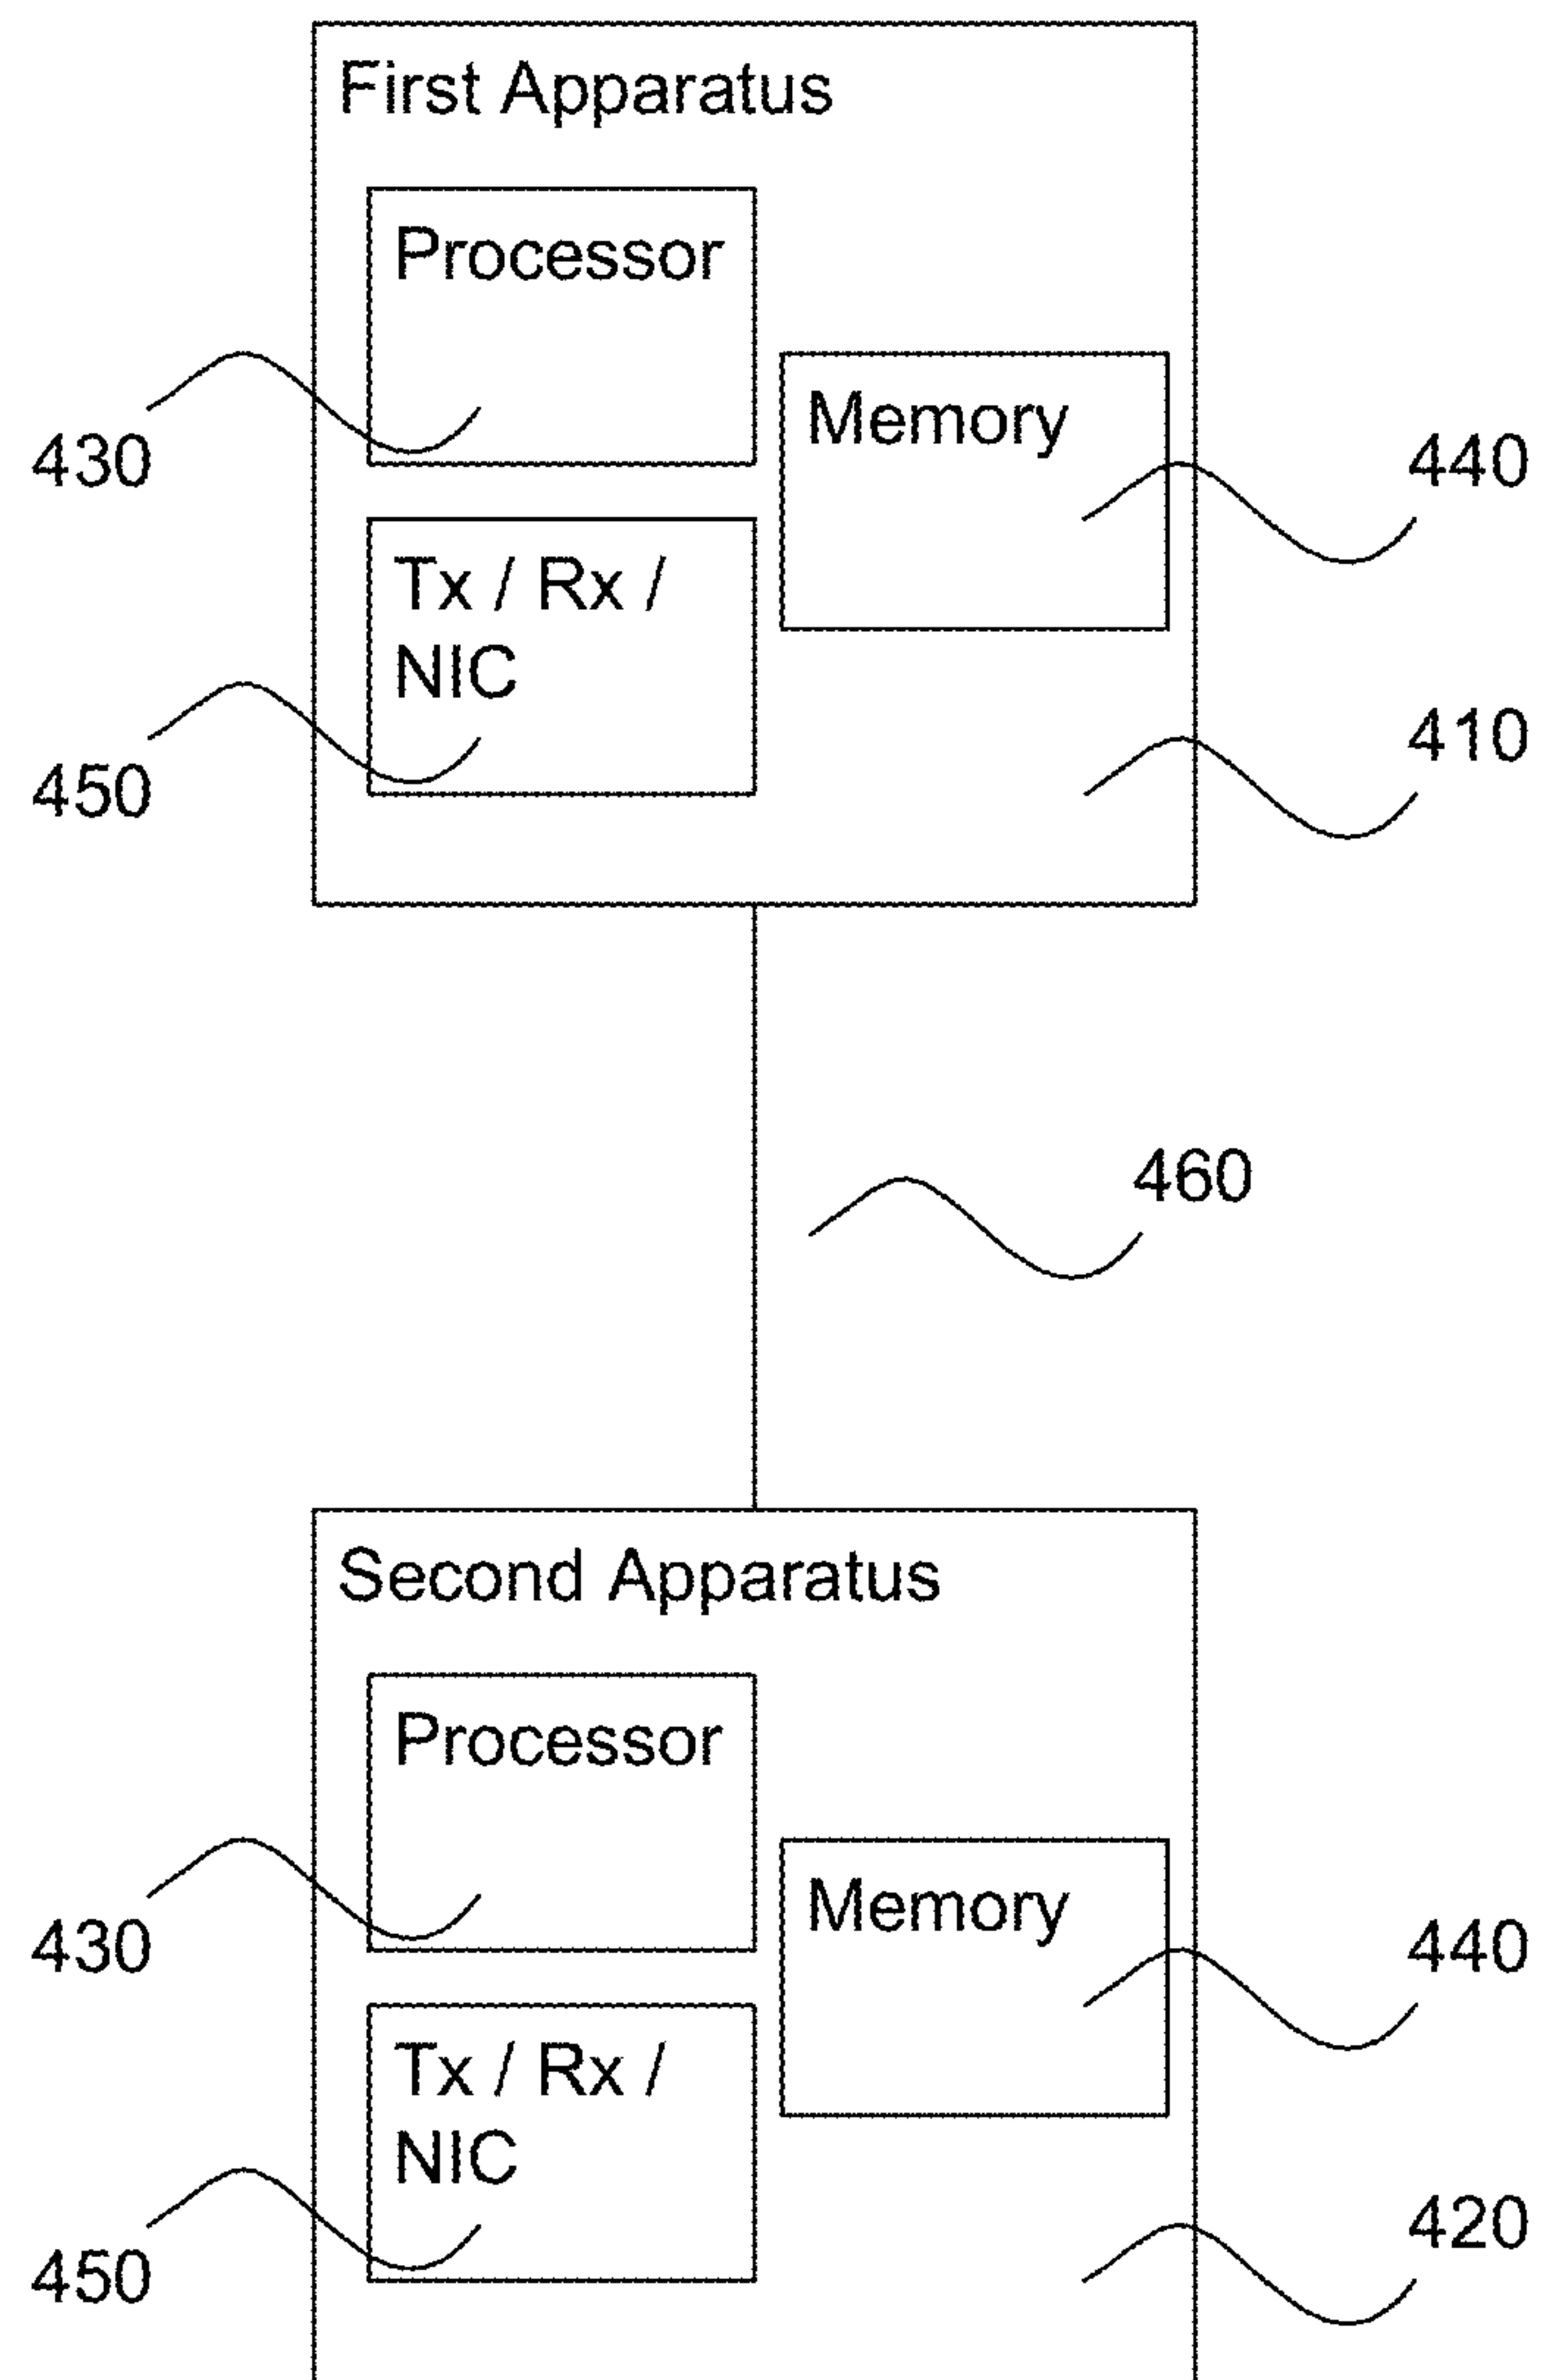 First Apparatus
Processor
430
Memory
440
Tx / Rx /
NIC
450
410
460
Second Apparatus
Processor
430
Memory
440
Tx / Rx /
NIC
450
420